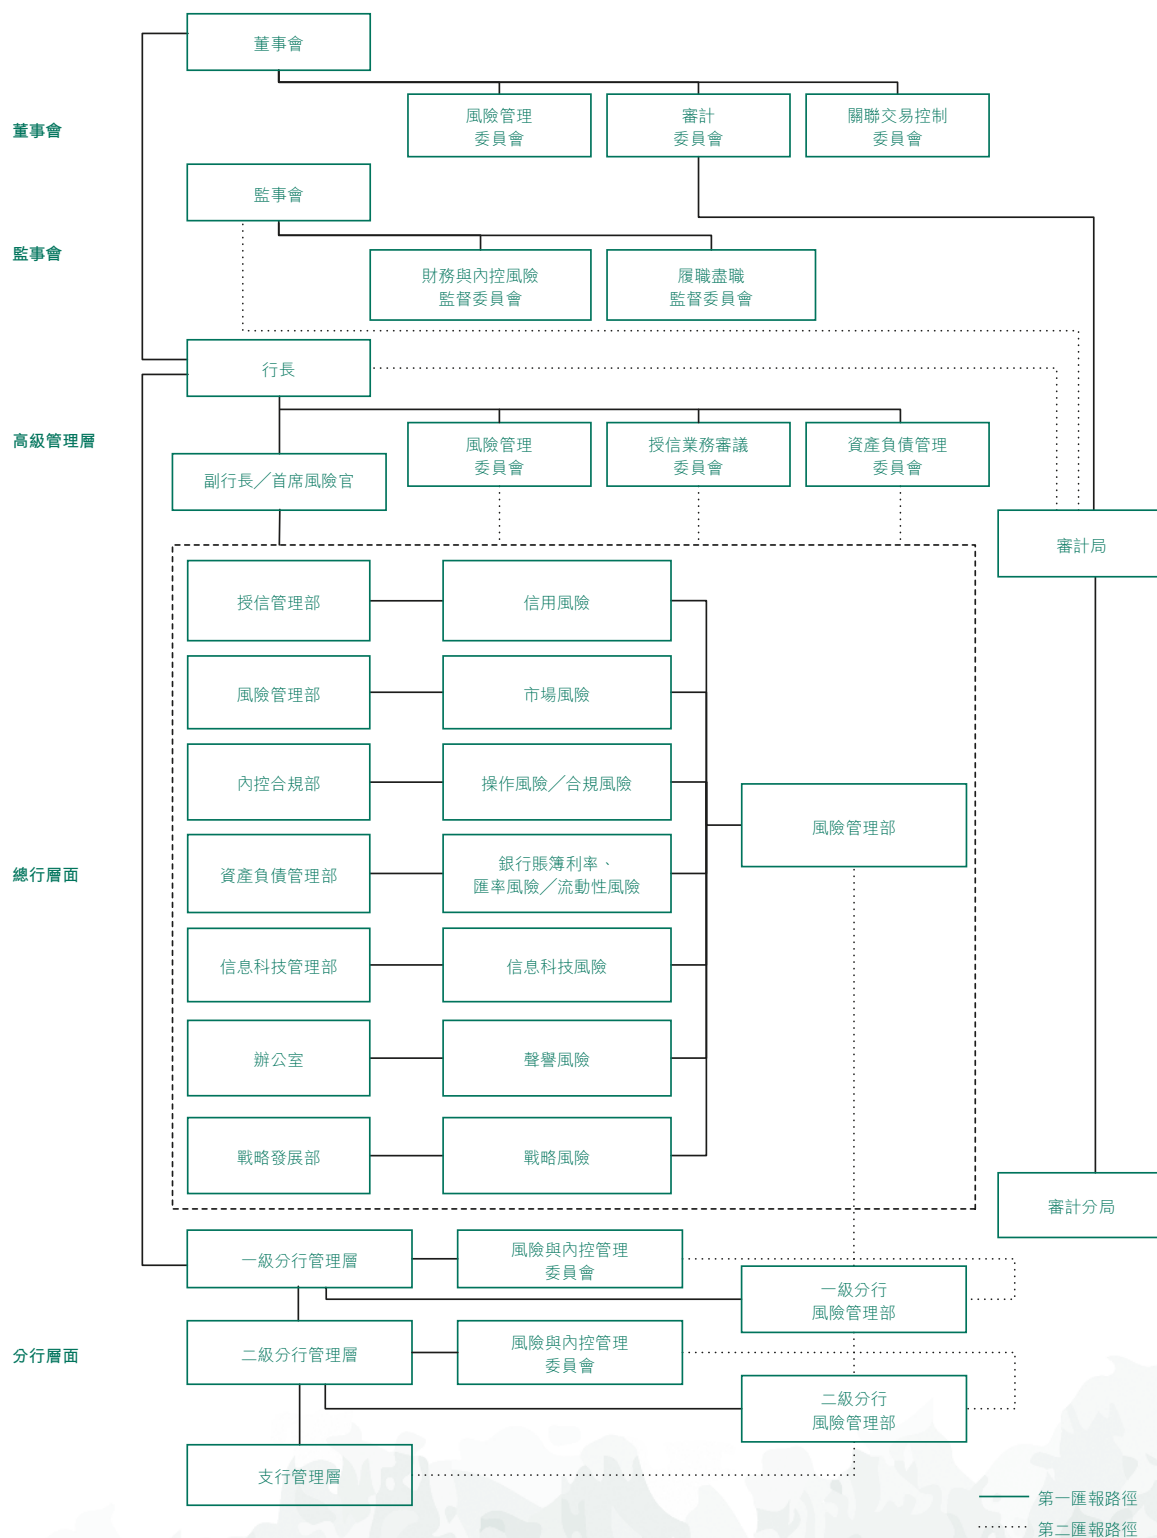 董事會
董事會
風險管理
委員會
審計
委員會
關聯交易控制
委員會
監事會
監事會
財務與內控風險
監督委員會
履職盡職
監督委員會
行長
高級管理層
風險管理
委員會
授信業務審議
委員會
資產負債管理
委員會
副行長／首席風險官
審計局
授信管理部
信用風險
風險管理部
市場風險
內控合規部
操作風險／合規風險
風險管理部
總行層面
資產負債管理部
銀行賬簿利率、
匯率風險／流動性風險
信息科技管理部
信息科技風險
辦公室
聲譽風險
戰略發展部
戰略風險
審計分局
一級分行管理層
風險與內控管理
委員會
一級分行
風險管理部
分行層面
二級分行管理層
風險與內控管理
委員會
二級分行
風險管理部
支行管理層
第一匯報路徑
第二匯報路徑